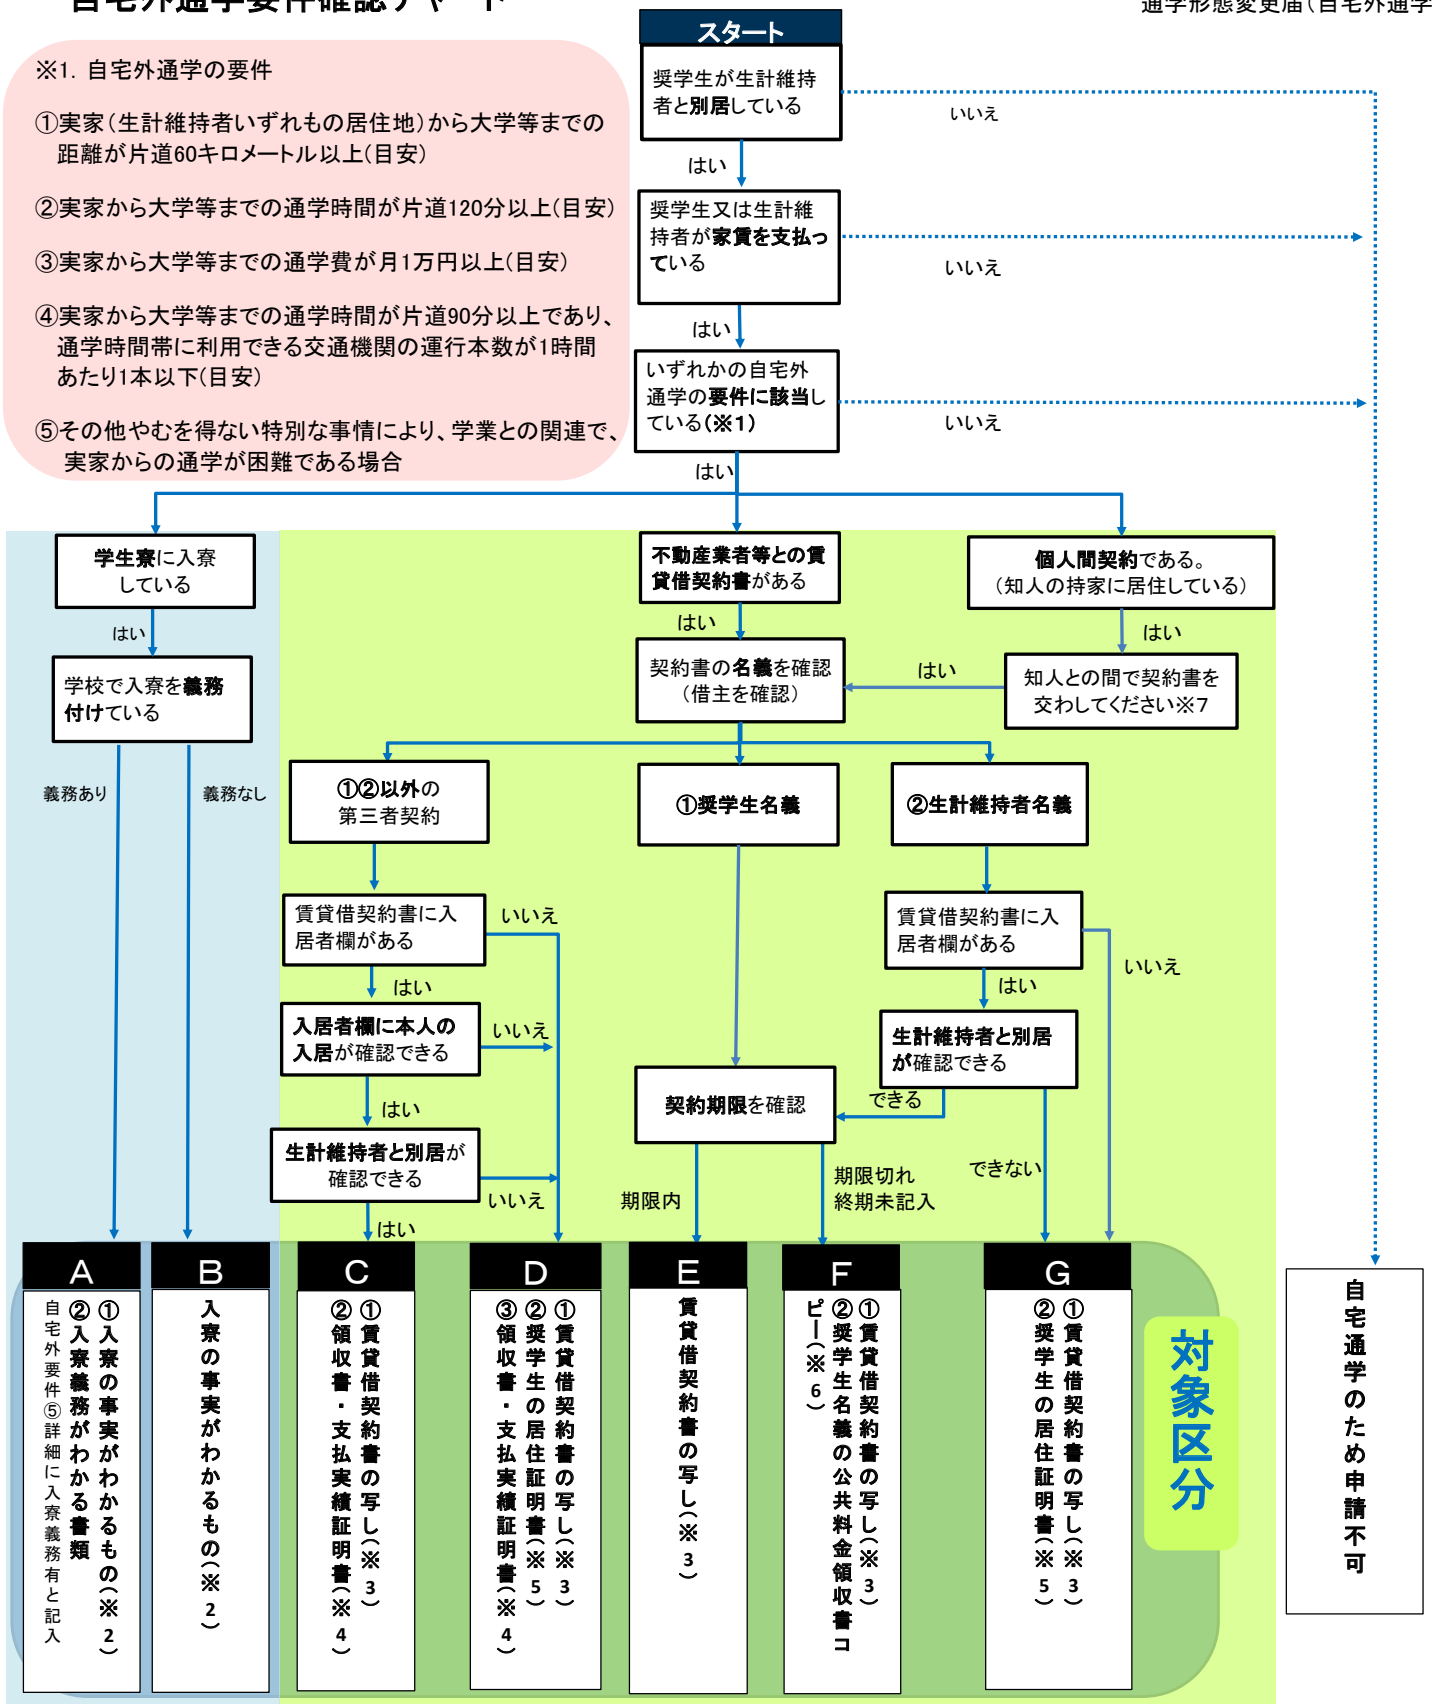 自宅外通学要件確認チャート
通学形態変更届（自宅外通学
※1．自宅外通学の要件
①実家（生計維持者いずれもの居住地）から大学等までの
距離が片道60キロメートル以上(目安）
②実家から大学等までの通学時間が片道120分以上(目安）
③実家から大学等までの通学費が月1万円以上(目安）
④実家から大学等までの通学時間が片道90分以上であり、
通学時間帯に利用できる交通機関の運行本数が1時間
あたり1本以下(目安）
⑤その他やむを得ない特別な事情により、学業との関連で、
実家からの通学が困難である場合
スタート
奨学生が生計維持
者と別居している
いいえ
はい
奨学生又は生計維
持者が家賃を支払っ
ている
いいえ
はい
いずれかの自宅外
通学の要件に該当し
ている(※１)
いいえ
はい
学生寮に入寮
している
はい
学校で入寮を義務
付けている
義務あり
義務なし
不動産業者等との賃
貸借契約書がある
はい
契約書の名義を確認
（借主を確認）
個人間契約である。
（知人の持家に居住している）
はい
知人との間で契約書を
交わしてください※７
はい
①②以外の
第三者契約
①奨学生名義
②生計維持者名義
賃貸借契約書に入
居者欄がある
いいえ
はい
入居者欄に本人の
入居が確認できる
いいえ
はい
生計維持者と別居が
確認できる
いいえ
はい
賃貸借契約書に入
居者欄がある
いいえ
はい
生計維持者と別居
が確認できる
できる
できない
契約期限を確認
期限内
期限切れ
終期未記入
A
①入寮の事実がわかるもの（※2）
②入寮義務がわかる書類
自宅外要件⑤詳細に入寮義務有と記入
B
入寮の事実がわかるもの（※2）
C
①賃貸借契約書の写し（※3）
②領収書・支払実績証明書（※4）
D
①賃貸借契約書の写し（※3）
②奨学生の居住証明書（※5）
③領収書・支払実績証明書（※4）
E
賃貸借契約書の写し（※3）
F
①賃貸借契約書の写し（※3）
②奨学生名義の公共料金領収書コ
ピー（※6）
G
①賃貸借契約書の写し（※3）
②奨学生の居住証明書（※5）
対象区分
自宅通学のため申請不可